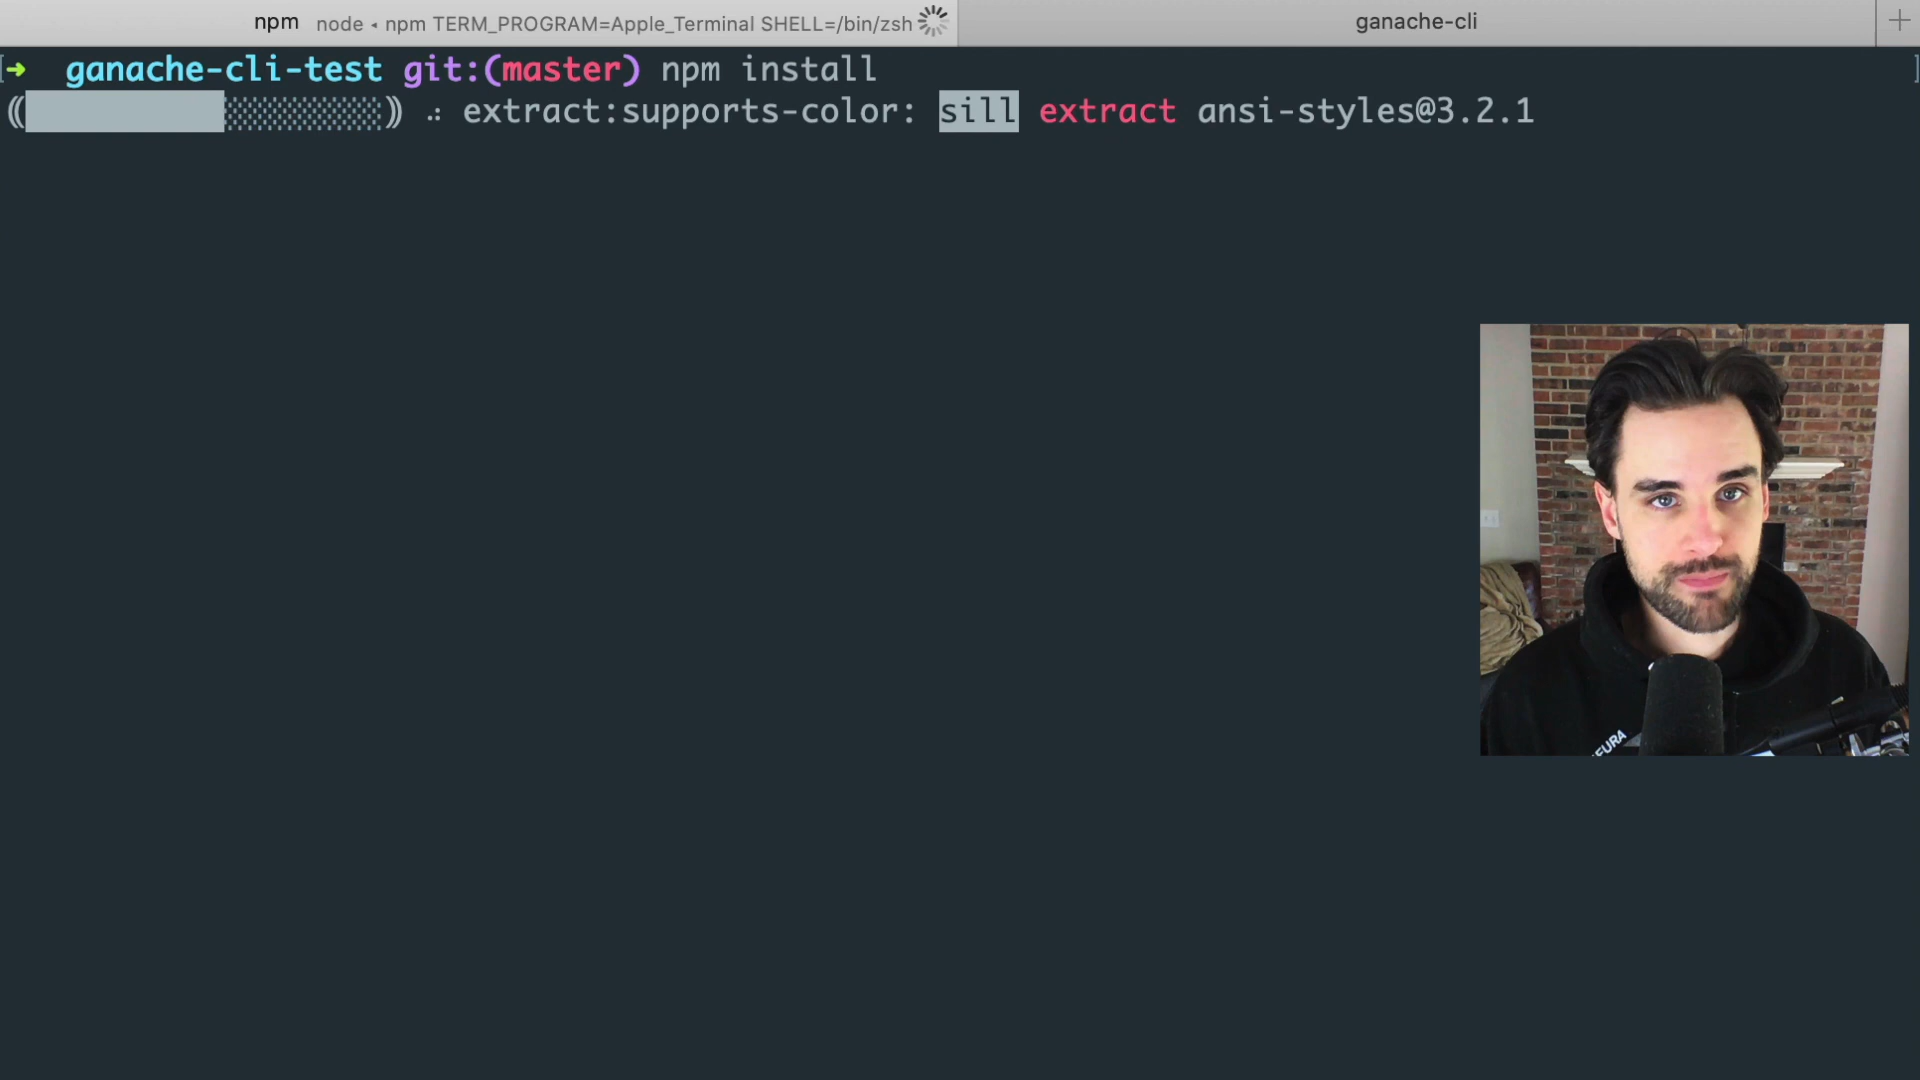 npm node ◂ npm TERM_PROGRAM=Apple_Terminal SHELL=/bin/zsh
ganache-cli
➜ ganache-cli-test git:(master) npm install
extract:supports-color: sill extract ansi-styles@3.2.1